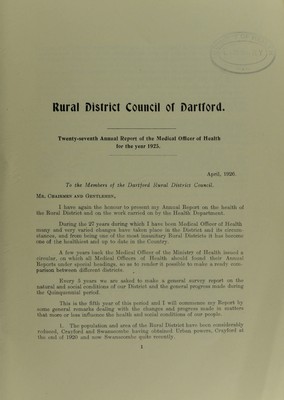 Rural District Council of Dartford.
Twenty-seventh Annual Report of the Medical Officer of Health
for the year 1925.
April, 1926.
To the Members of the Dartford Rural District Council.
MR. CHAIRMEN AND GENTLEMEN,
I have again the honour to present my Annual Report on the health of
the Rural District and on the work carried on by the Health Department.
During the 27 years during which I have been Medical Officer of Health
many and very varied changes have taken place in the District and its circum-
stances, and from being one of the most insanitary Rural Districts it has become
one of the healthiest and up to date in the Country.
A few years back the Medical Officer of the Ministry of Health issued a
circular, on which all Medical Officers of Health should found their Annual
Reports under special headings, so as to render it possible to make a ready com-
parison between different districts.
Every 5 years we are asked to make a general survey report on the
natural and social conditions of our District and the general progress made during
the Quinquennial period.
This is the fifth year of this period and I will commence my Report by
some general remarks dealing with the changes and progress made in matters
that more or less influence the health and social conditions of our people.
1. The population and area of the Rural District have been considerably
reduced, Crayford and Swanscombe having obtained Urban powers, Crayford at
the end of 1920 and now Swanscombe quite recently.
1